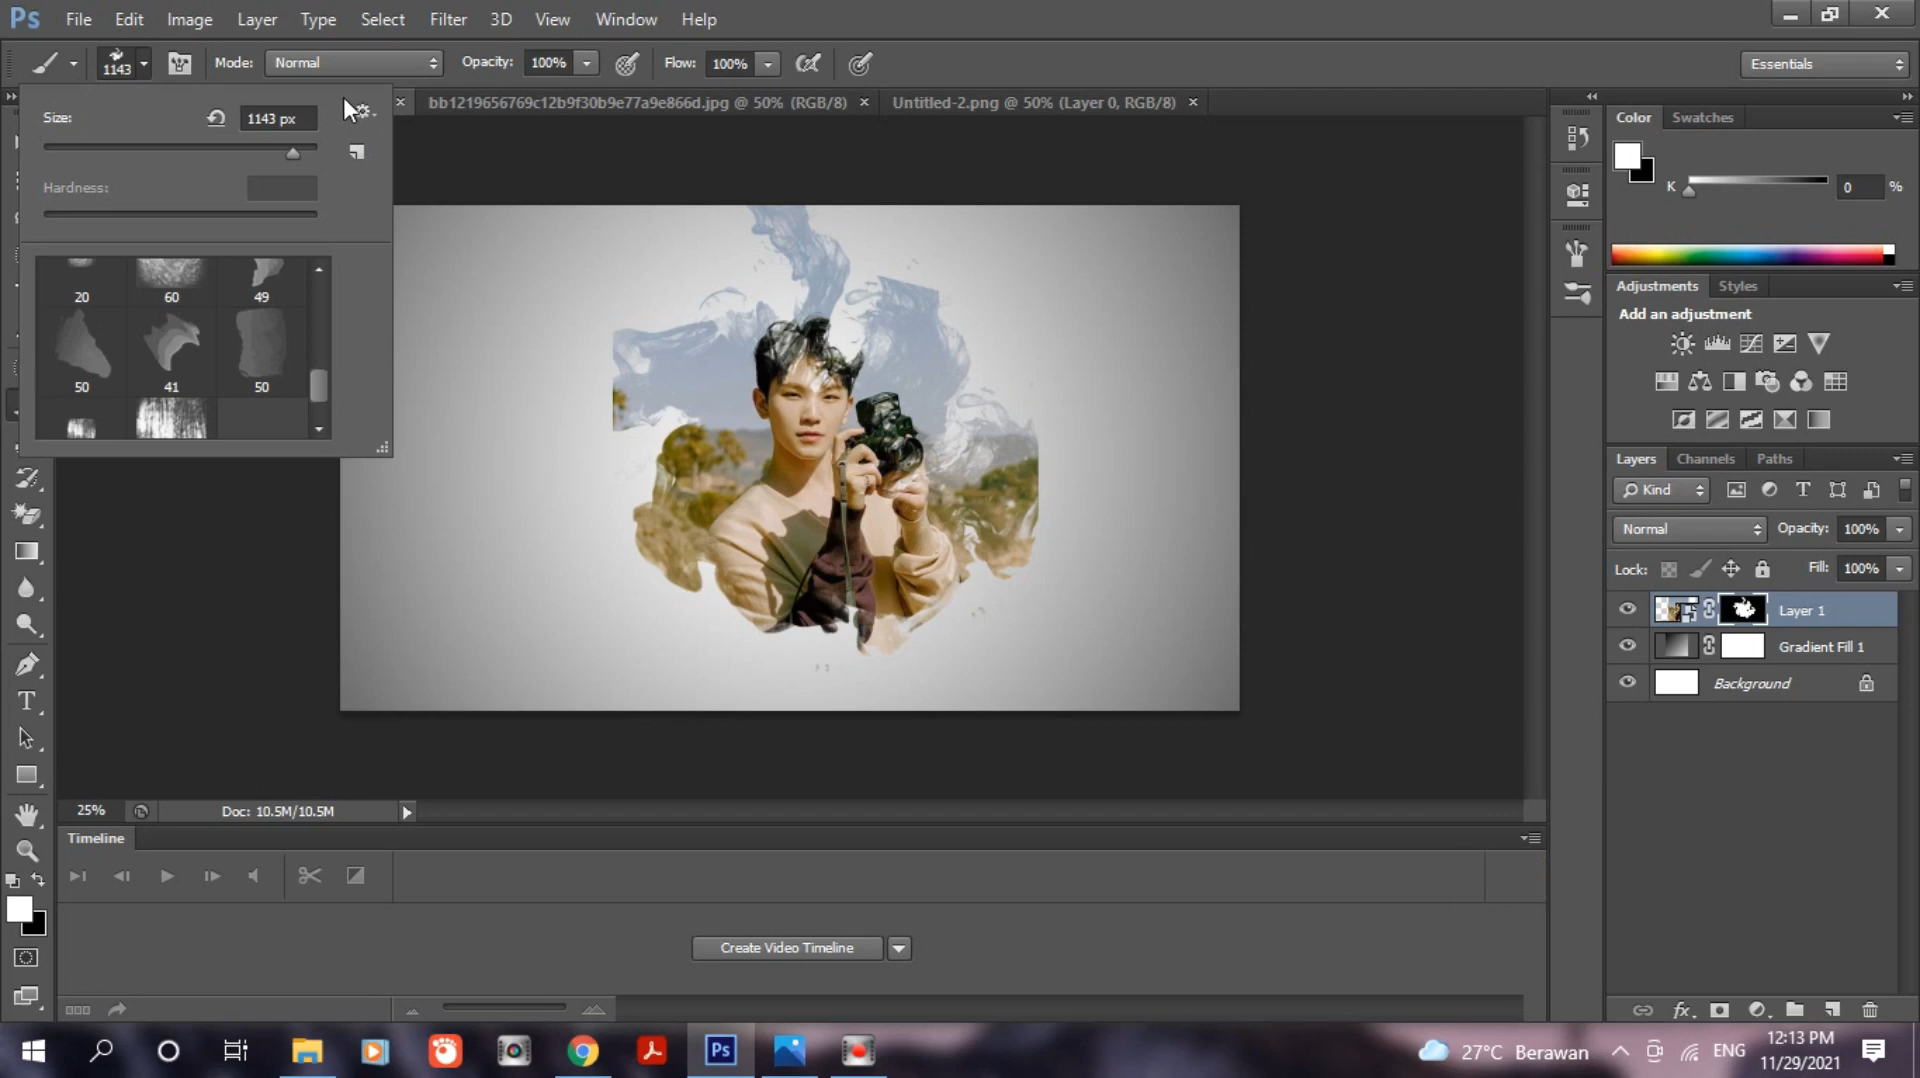 Ps File Edit Image Layer Type Select Filter 3D View Window Help
1143 Mode: Normal Opacity: 100% Flow: 100% Essentials
bb1219656769c12b9f30b9e77a9e866d.jpg @ 50% (RGB/8) Untitled-2.png @ 50% (Layer 0, RGB/8)
Size: 1143 px
Hardness:
20 60 49
50 41 50
Color Swatches
K 0 %
Adjustments Styles
Add an adjustment
Layers Channels Paths
Kind
Normal Opacity: 100%
Lock: Fill: 100%
Layer 1
Gradient Fill 1
Background
25% Doc: 10.5M/10.5M
Timeline
Create Video Timeline
Ps 27°C Berawan ENG 12:13 PM
11/29/2021